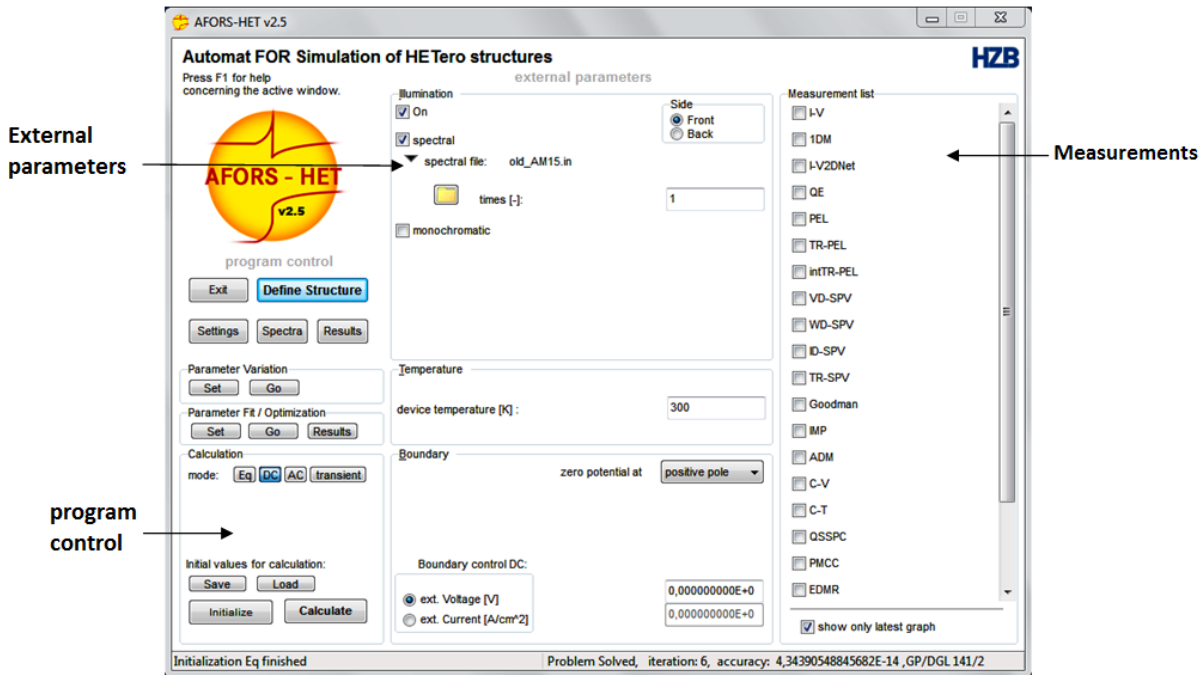 AFORS-HET v2.5
Automat FOR Simulation of HETero structures
HZB
Press F1 for help
concerning the active window.
external parameters
AFORS - HET
v2.5
program control
Exit
Define Structure
Settings
Spectra
Results
Parameter Variation
Set
Go
Parameter Fit / Optimization
Set
Go
Results
Calculation
mode:
Eq
DC
AC
transient
Initial values for calculation:
Save
Load
Initialize
Calculate
Illumination
On
Side
Front
Back
spectral
spectral file: old_AM15.in
times [-]:
1
monochromatic
Temperature
device temperature [K] :
300
Boundary
zero potential at
positive pole
Boundary control DC:
ext. Voltage [V]
0,000000000E+0
ext. Current [A/cm^2]
0,000000000E+0
Measurement list
I-V
1DM
I-V2DNet
QE
PEL
TR-PEL
intTR-PEL
VD-SPV
WD-SPV
ID-SPV
TR-SPV
Goodman
IMP
ADM
C-V
C-T
QSSPC
PMCC
EDMR
show only latest graph
Initialization Eq finished
Problem Solved, iteration: 6, accuracy: 4,34390548845682E-14 ,GP/DGL 141/2
External
parameters
Measurements
program
control